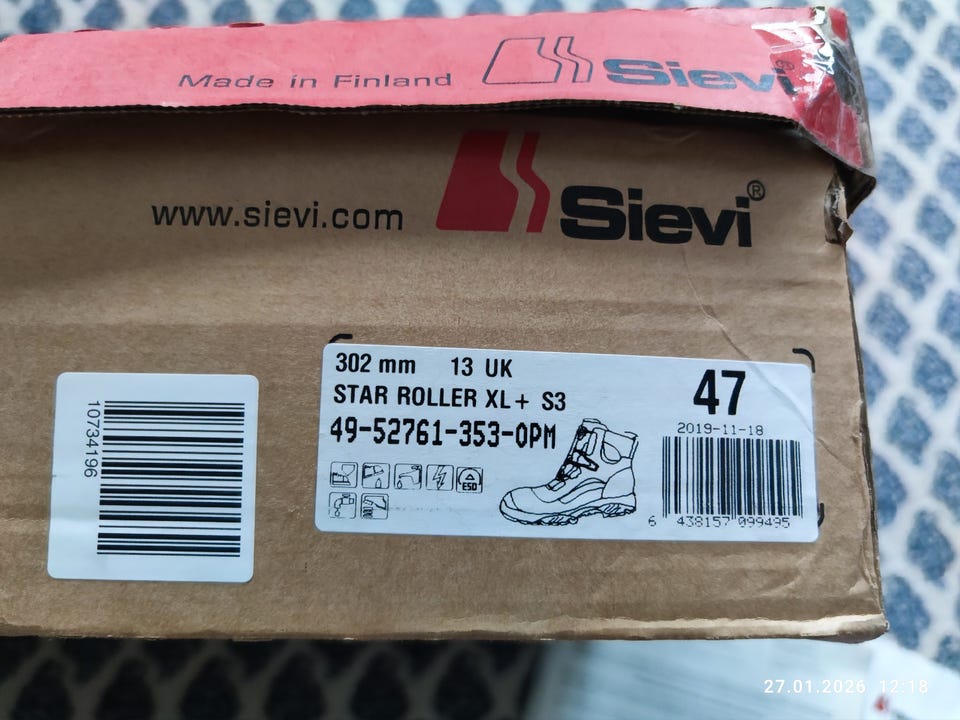 Made in Finland Sievi
www.sievi.com Sievi®
302 mm 13 UK
STAR ROLLER XL+ S3
47
49-52761-353-0PM
2019-11-18
ESD
6 438157 099495
10734196
27.01.2026 12:18